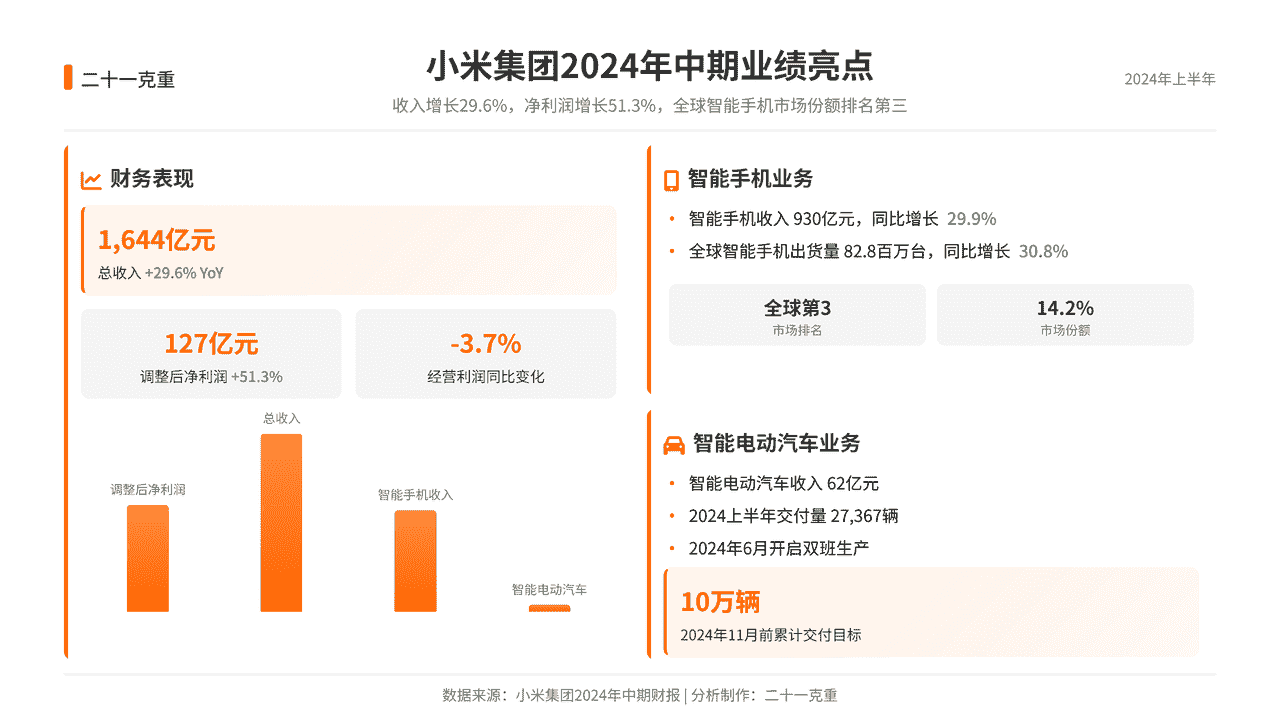 二十一克重
小米集团2024年中期业绩亮点
收入增长29.6%，净利润增长51.3%，全球智能手机市场份额排名第三
2024年上半年
财务表现
1,644亿元
总收入 +29.6% YoY
127亿元
调整后净利润 +51.3%
-3.7%
经营利润同比变化
总收入
调整后净利润
智能手机收入
智能电动汽车
智能手机业务
• 智能手机收入 930亿元，同比增长 29.9%
• 全球智能手机出货量 82.8百万台，同比增长 30.8%
全球第3
市场排名
14.2%
市场份额
智能电动汽车业务
• 智能电动汽车收入 62亿元
• 2024上半年交付量 27,367辆
• 2024年6月开启双班生产
10万辆
2024年11月前累计交付目标
数据来源：小米集团2024年中期财报 | 分析制作：二十一克重